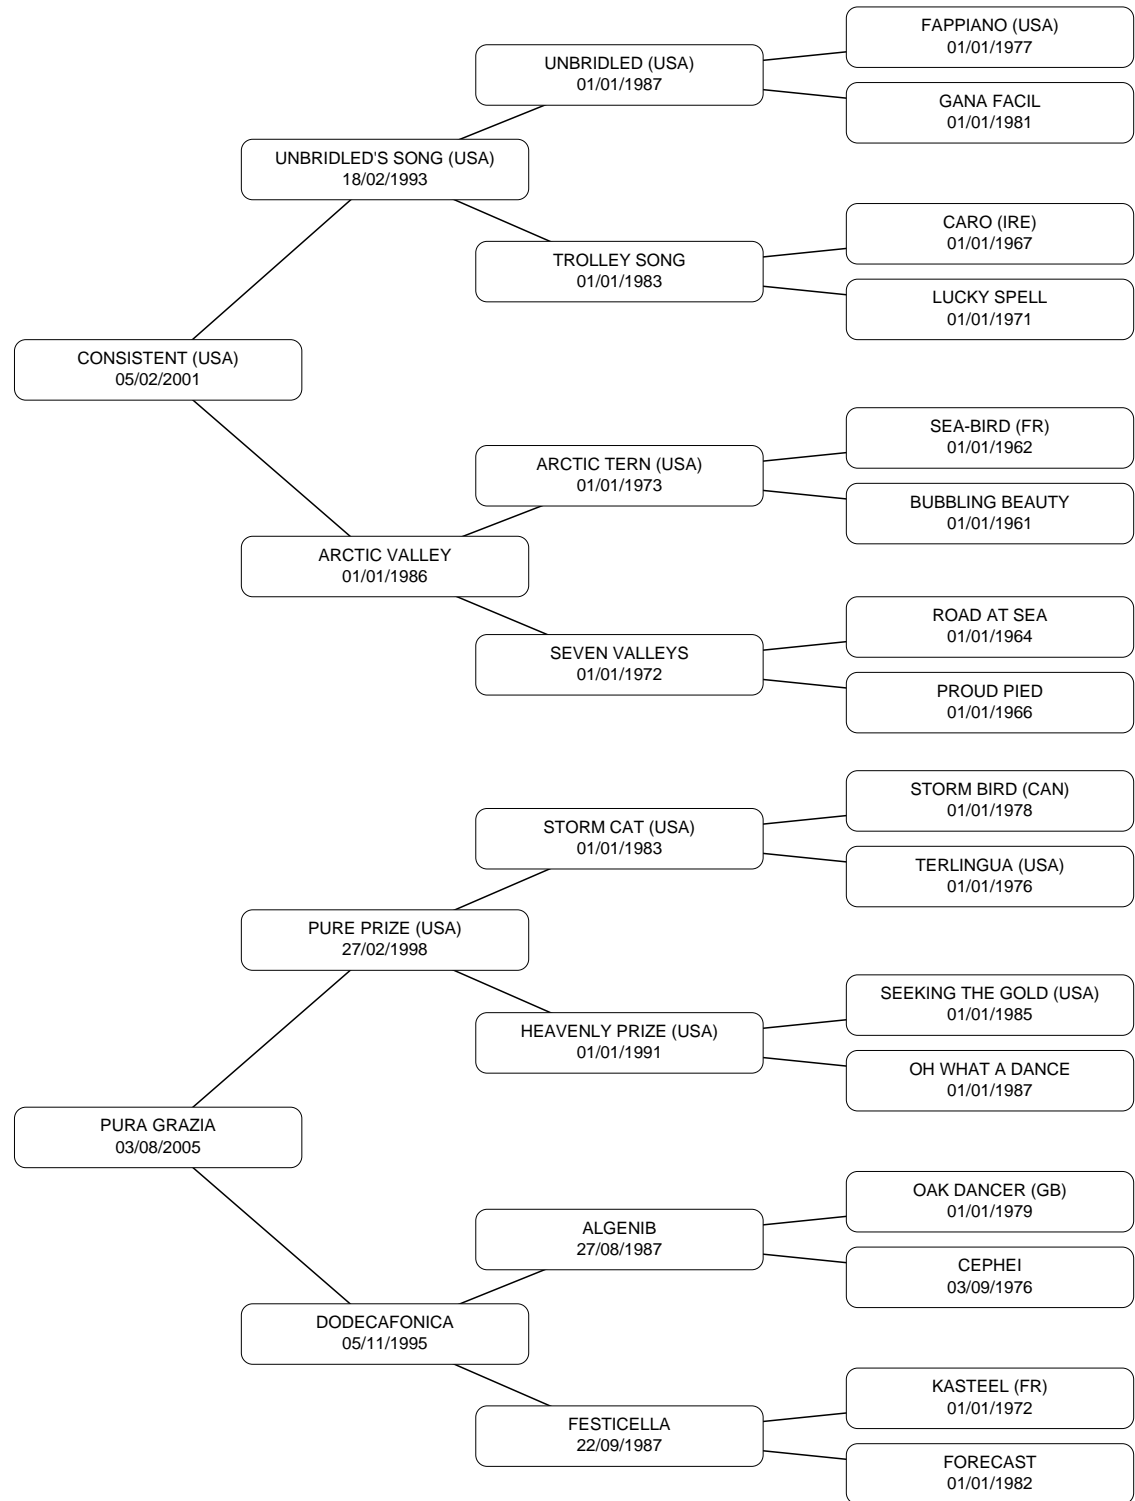 FAPPIANO (USA)
01/01/1977
UNBRIDLED (USA)
01/01/1987
GANA FACIL
01/01/1981
UNBRIDLED'S SONG (USA)
18/02/1993
CARO (IRE)
01/01/1967
TROLLEY SONG
01/01/1983
LUCKY SPELL
01/01/1971
CONSISTENT (USA)
05/02/2001
SEA-BIRD (FR)
01/01/1962
ARCTIC TERN (USA)
01/01/1973
BUBBLING BEAUTY
01/01/1961
ARCTIC VALLEY
01/01/1986
ROAD AT SEA
01/01/1964
SEVEN VALLEYS
01/01/1972
PROUD PIED
01/01/1966
STORM BIRD (CAN)
01/01/1978
STORM CAT (USA)
01/01/1983
TERLINGUA (USA)
01/01/1976
PURE PRIZE (USA)
27/02/1998
SEEKING THE GOLD (USA)
01/01/1985
HEAVENLY PRIZE (USA)
01/01/1991
OH WHAT A DANCE
01/01/1987
PURA GRAZIA
03/08/2005
OAK DANCER (GB)
01/01/1979
ALGENIB
27/08/1987
CEPHEI
03/09/1976
DODECAFONICA
05/11/1995
KASTEEL (FR)
01/01/1972
FESTICELLA
22/09/1987
FORECAST
01/01/1982